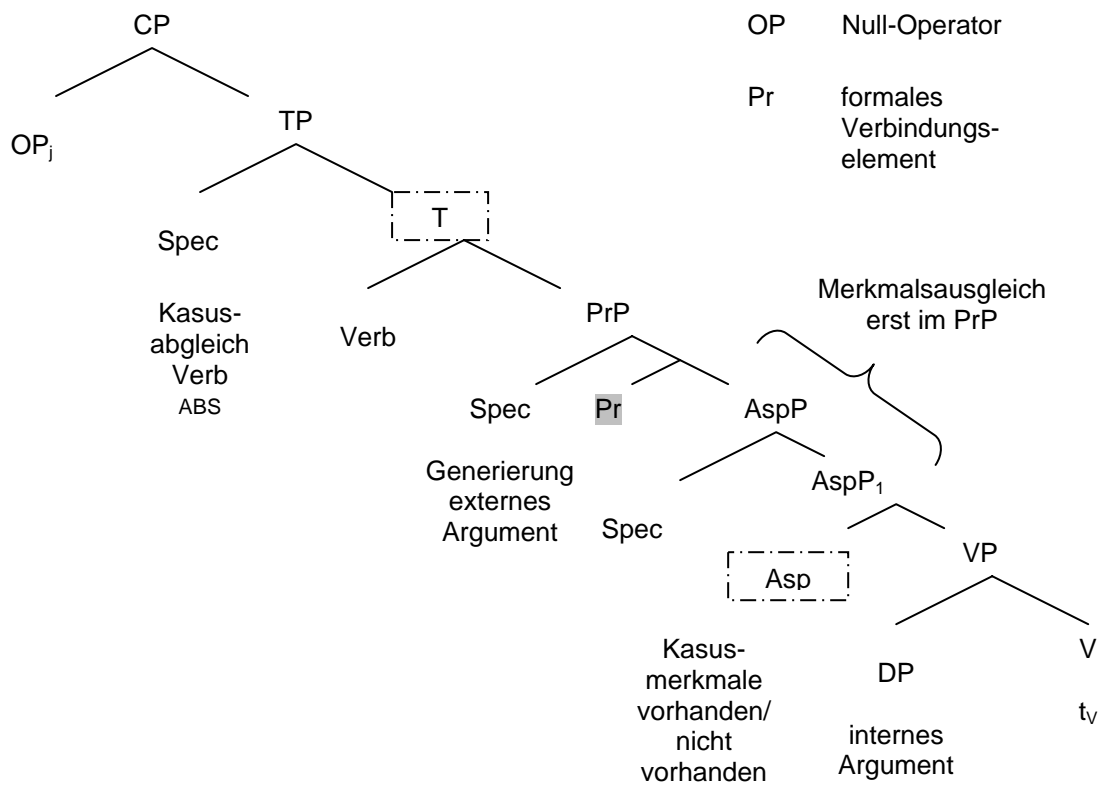 CP
OP Null-Operator
Pr formales
Verbindungs-
element
OPj
TP
Spec
T
Kasus-
abgleich
Verb
ABS
Verb
PrP
Merkmalsausgleich
erst im PrP
Spec
Pr
AspP
Generierung
externes
Argument
Spec
AspP1
Asp
VP
Kasus-
merkmale
vorhanden/
nicht
vorhanden
DP
V
internes
Argument
tV